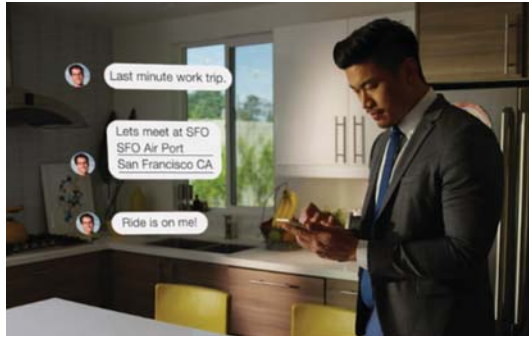 Last minute work trip.
Lets meet at SFO
SFO Air Port
San Francisco CA
Ride is on me!